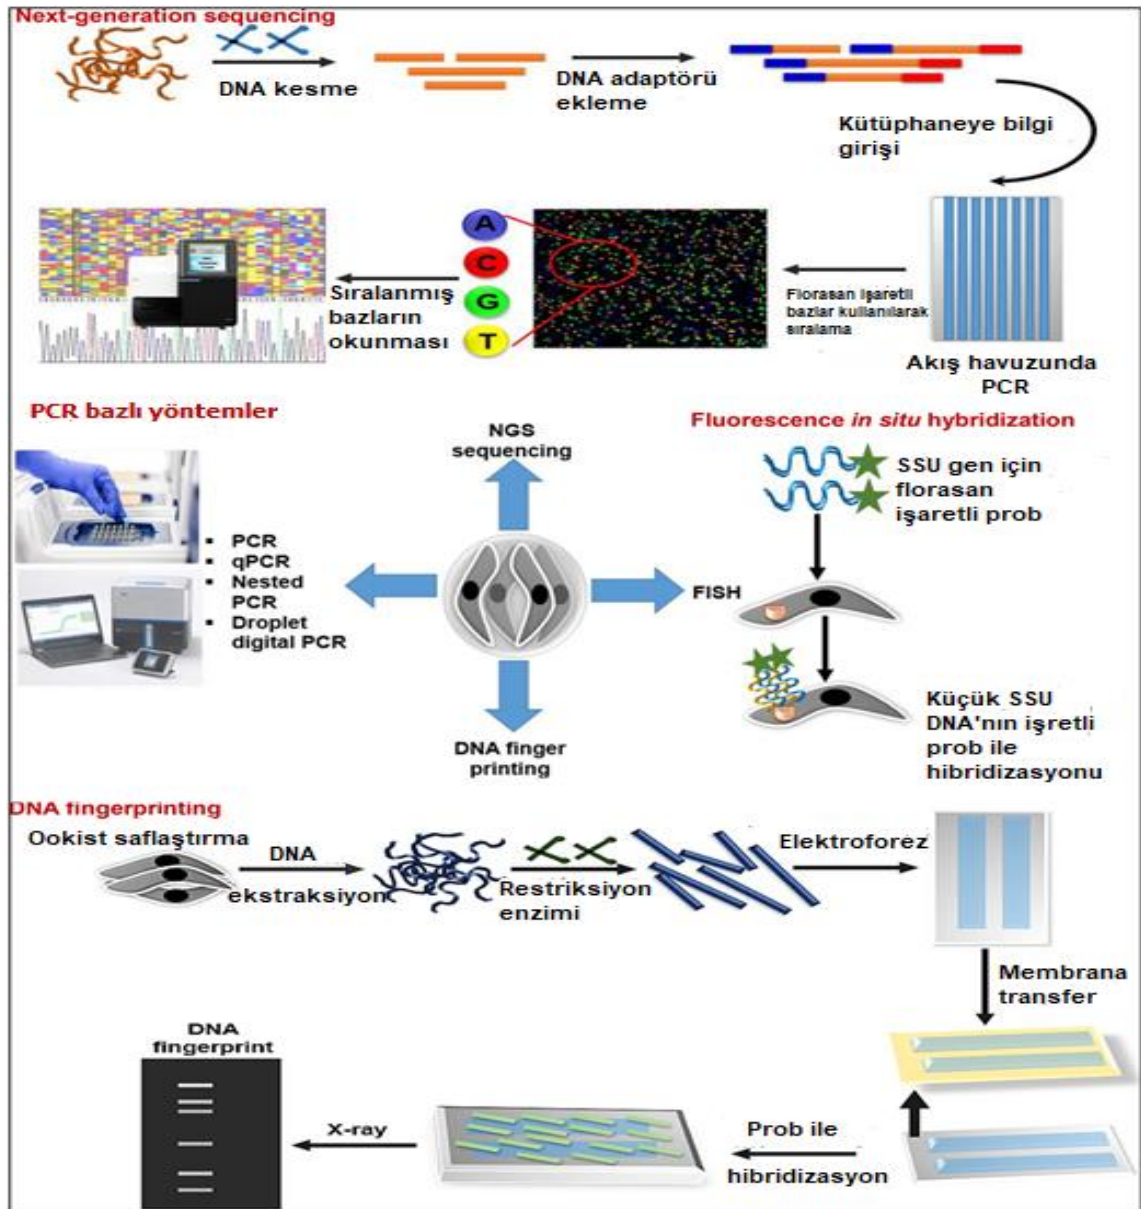 Next-generation sequencing
DNA kesme
DNA adaptörü
ekleme
Kütüphaneye bilgi
girişi
A
C
G
T
Sıralanmış
bazların
okunması
Florasan işaretli
bazlar kullanılarak
sıralama
Akış havuzunda
PCR
PCR bazlı yöntemler
▪ PCR
▪ qPCR
▪ Nested
PCR
▪ Droplet
digital PCR
NGS
sequencing
FISH
DNA finger
printing
Fluorescence in situ hybridization
SSU gen için
florasan
işaretli prob
Küçük SSU
DNA'nın işretli
prob ile
hibridizasyonu
DNA fingerprinting
Ookist saflaştırma
DNA
ekstraksiyon
Restriksiyon
enzimi
Elektroforez
Membrana
transfer
Prob ile
hibridizasyon
X-ray
DNA
fingerprint